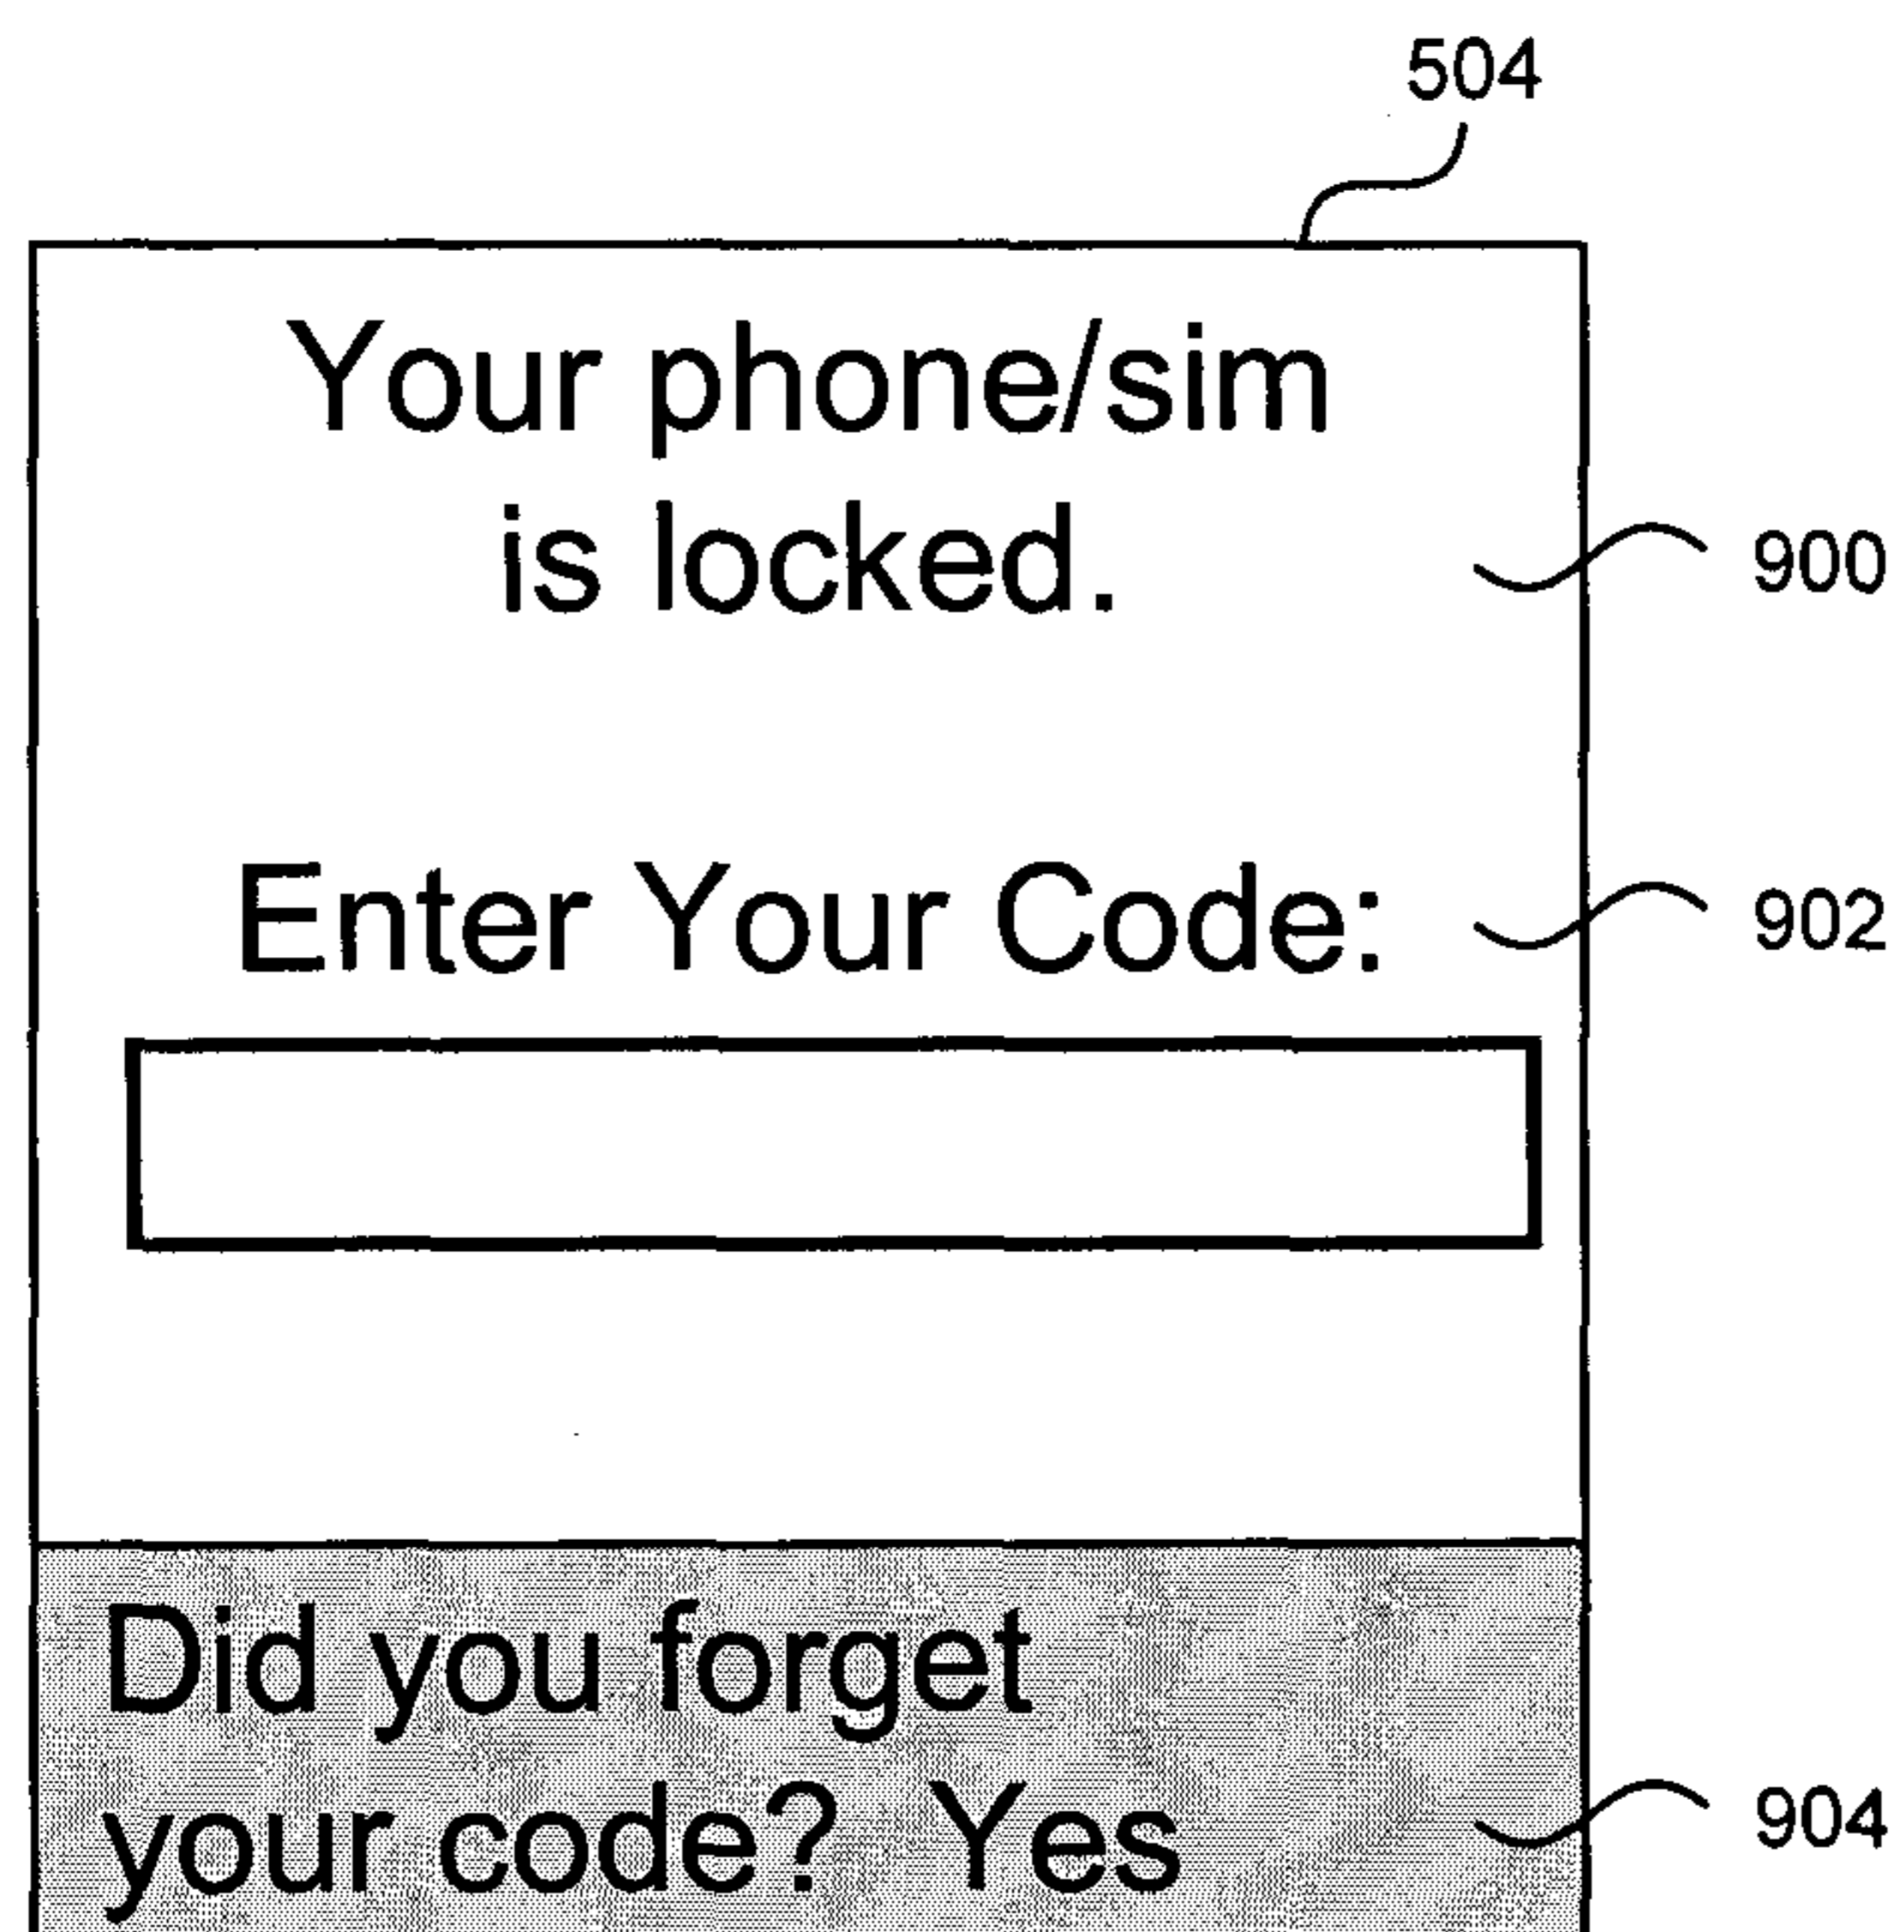 504
Your phone/sim
is locked.
900
Enter Your Code:
902
Did you forget
your code? Yes
904